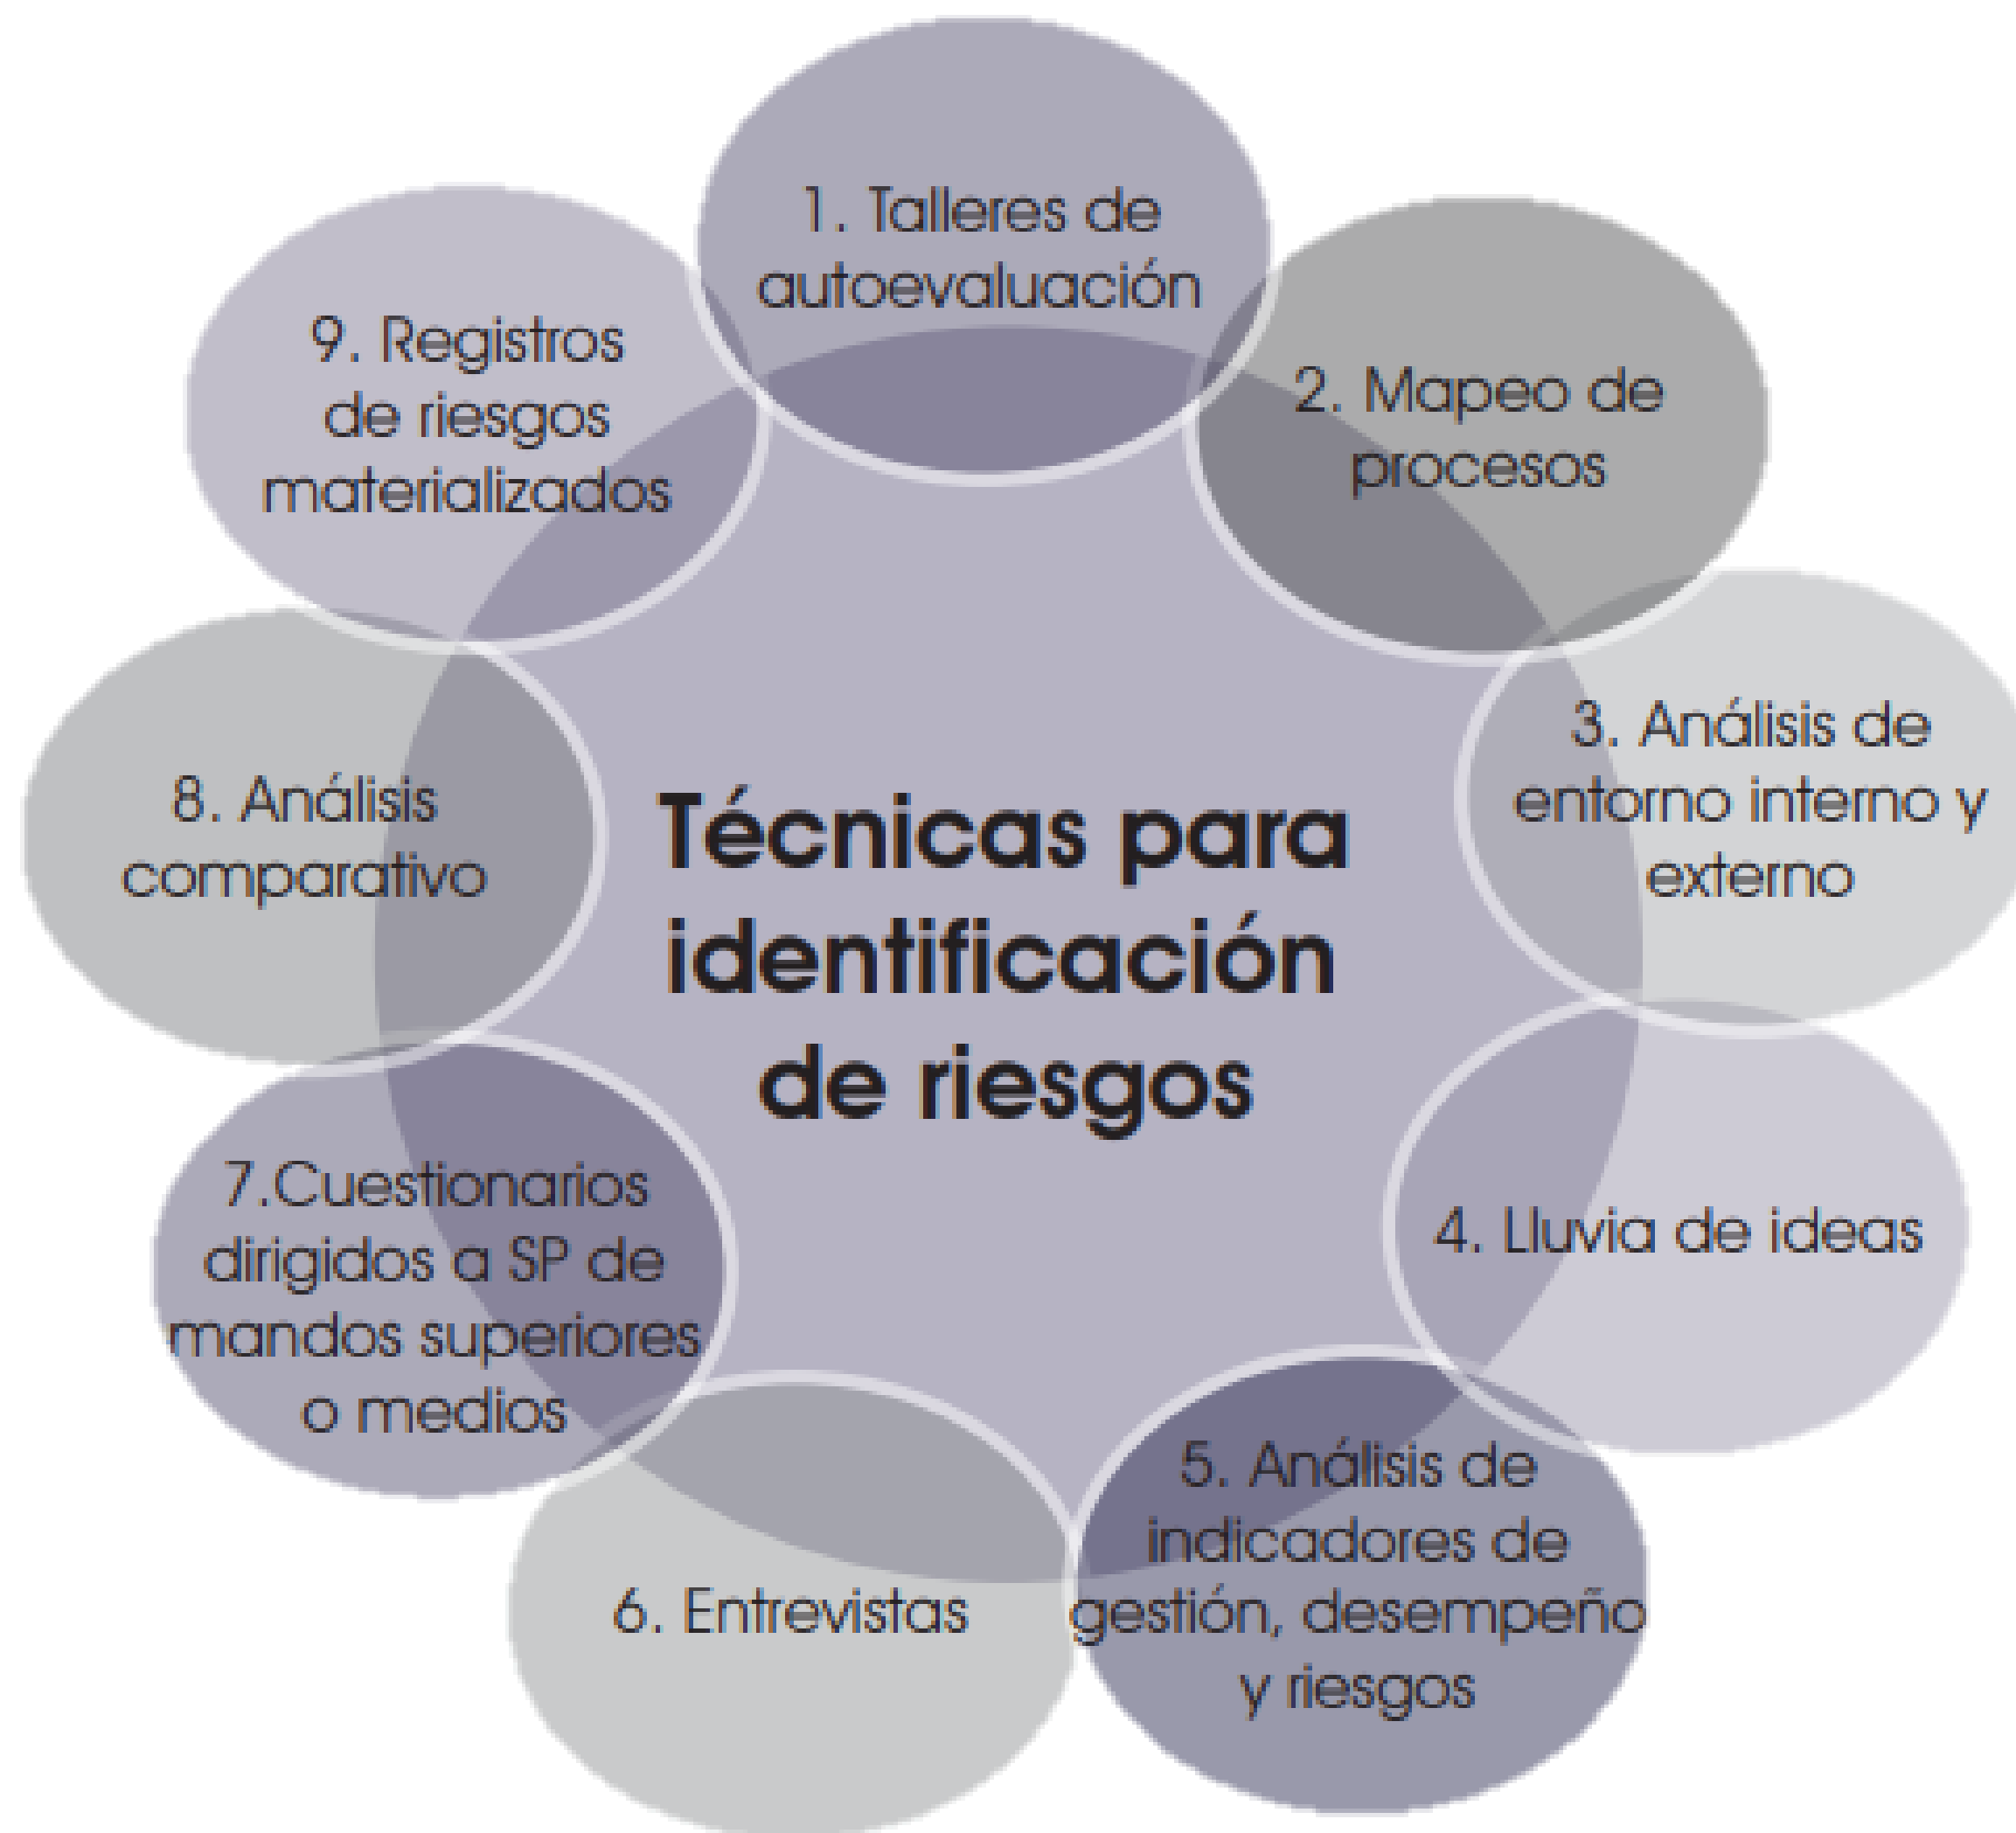 1. Talleres de
autoevaluación
2. Mapeo de
procesos
3. Análisis de
entorno interno y
externo
4. Lluvia de ideas
5. Análisis de
indicadores de
gestión, desempeño
y riesgos
6. Entrevistas
7.Cuestionarios
dirigidos a SP de
mandos superiores
o medios
8. Análisis
comparativo
9. Registros
de riesgos
materializados
Técnicas para
identificación
de riesgos